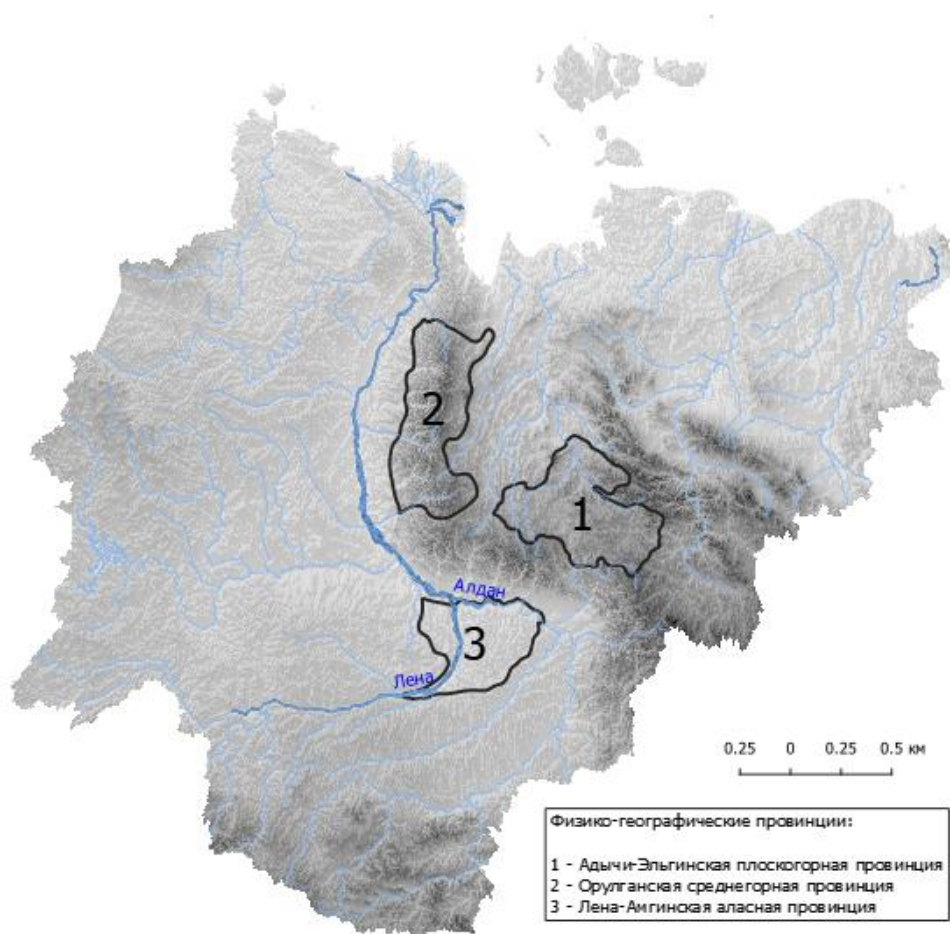 2
1
Алдан
3
Лена
0.25 0 0.25 0.5 км
Физико-географические провинции:
1 - Адычи-Эльгинская плоскогорная провинция
2 - Орулганская среднегорная провинция
3 - Лена-Амгинская аласная провинция